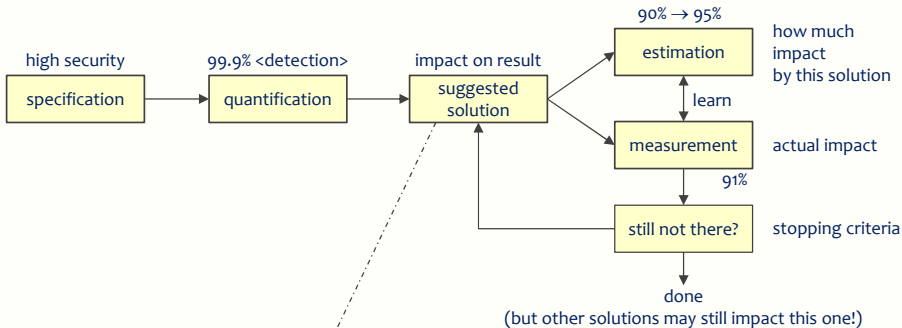 high security
specification
99.9% <detection>
quantification
impact on result
suggested
solution
90% → 95%
estimation
how much
impact
by this solution
learn
measurement
actual impact
91%
still not there?
stopping criteria
done
(but other solutions may still impact this one!)